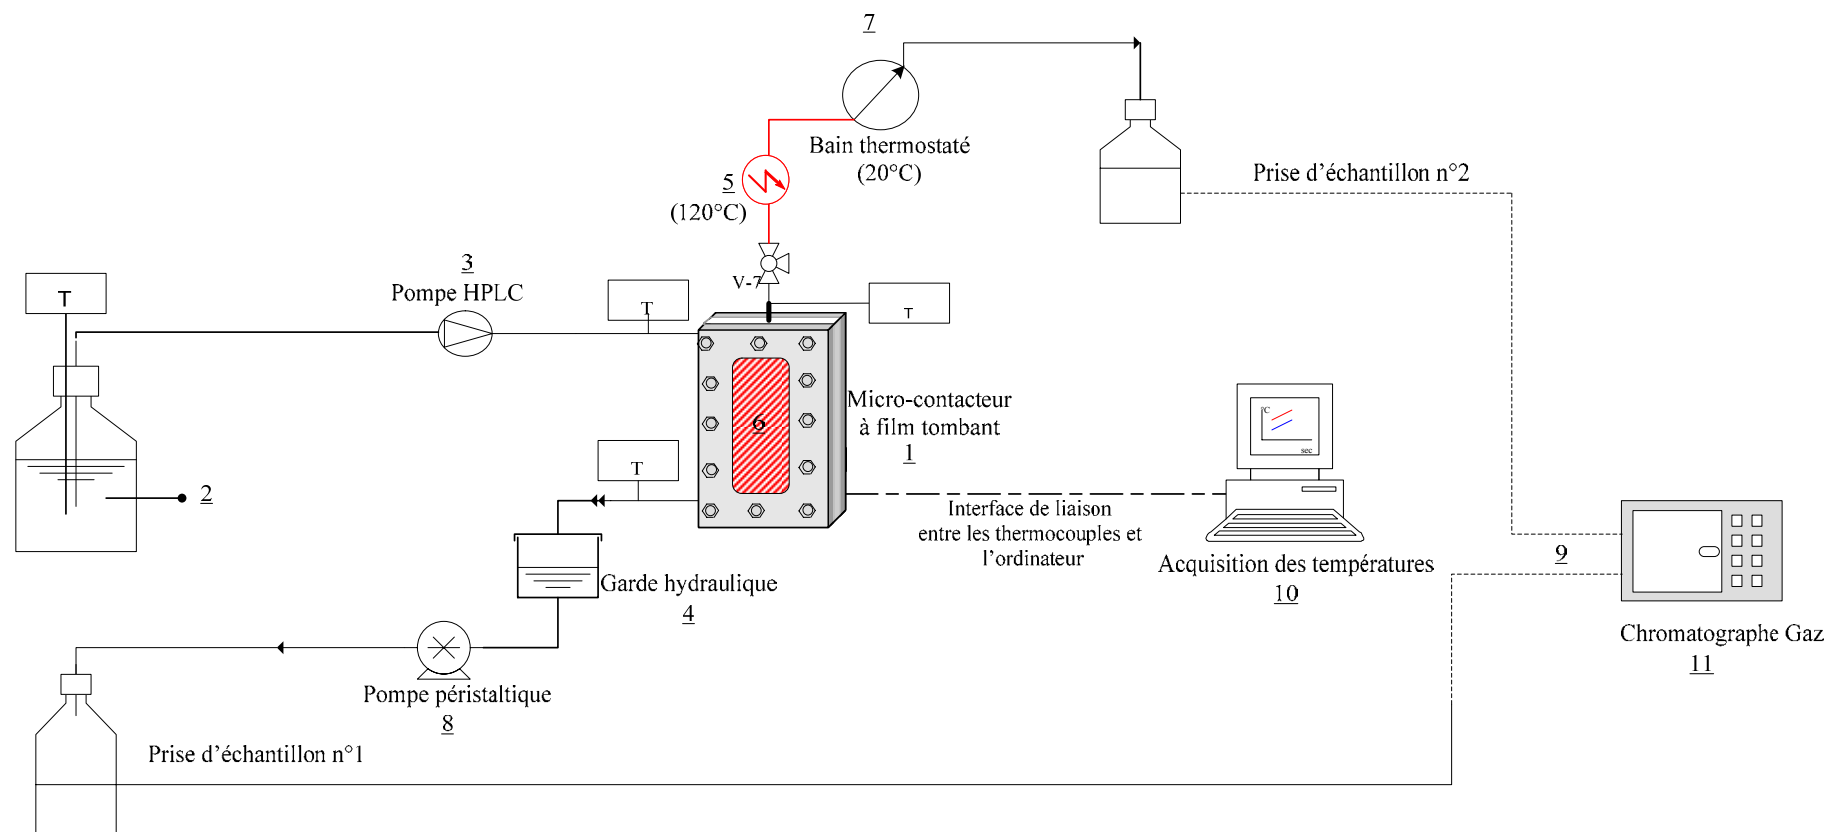 7
Bain thermostaté
(20°C)
5
(120°C)
Prise d’échantillon n°2
3
Pompe HPLC
T
T
V-7
T
6
Micro-contacteur
à film tombant
1
T
2
°C
sec
Interface de liaison
entre les thermocouples et
l’ordinateur
Acquisition des températures
10
9
Garde hydraulique
4
Chromatographe Gaz
11
Pompe péristaltique
8
Prise d’échantillon n°1